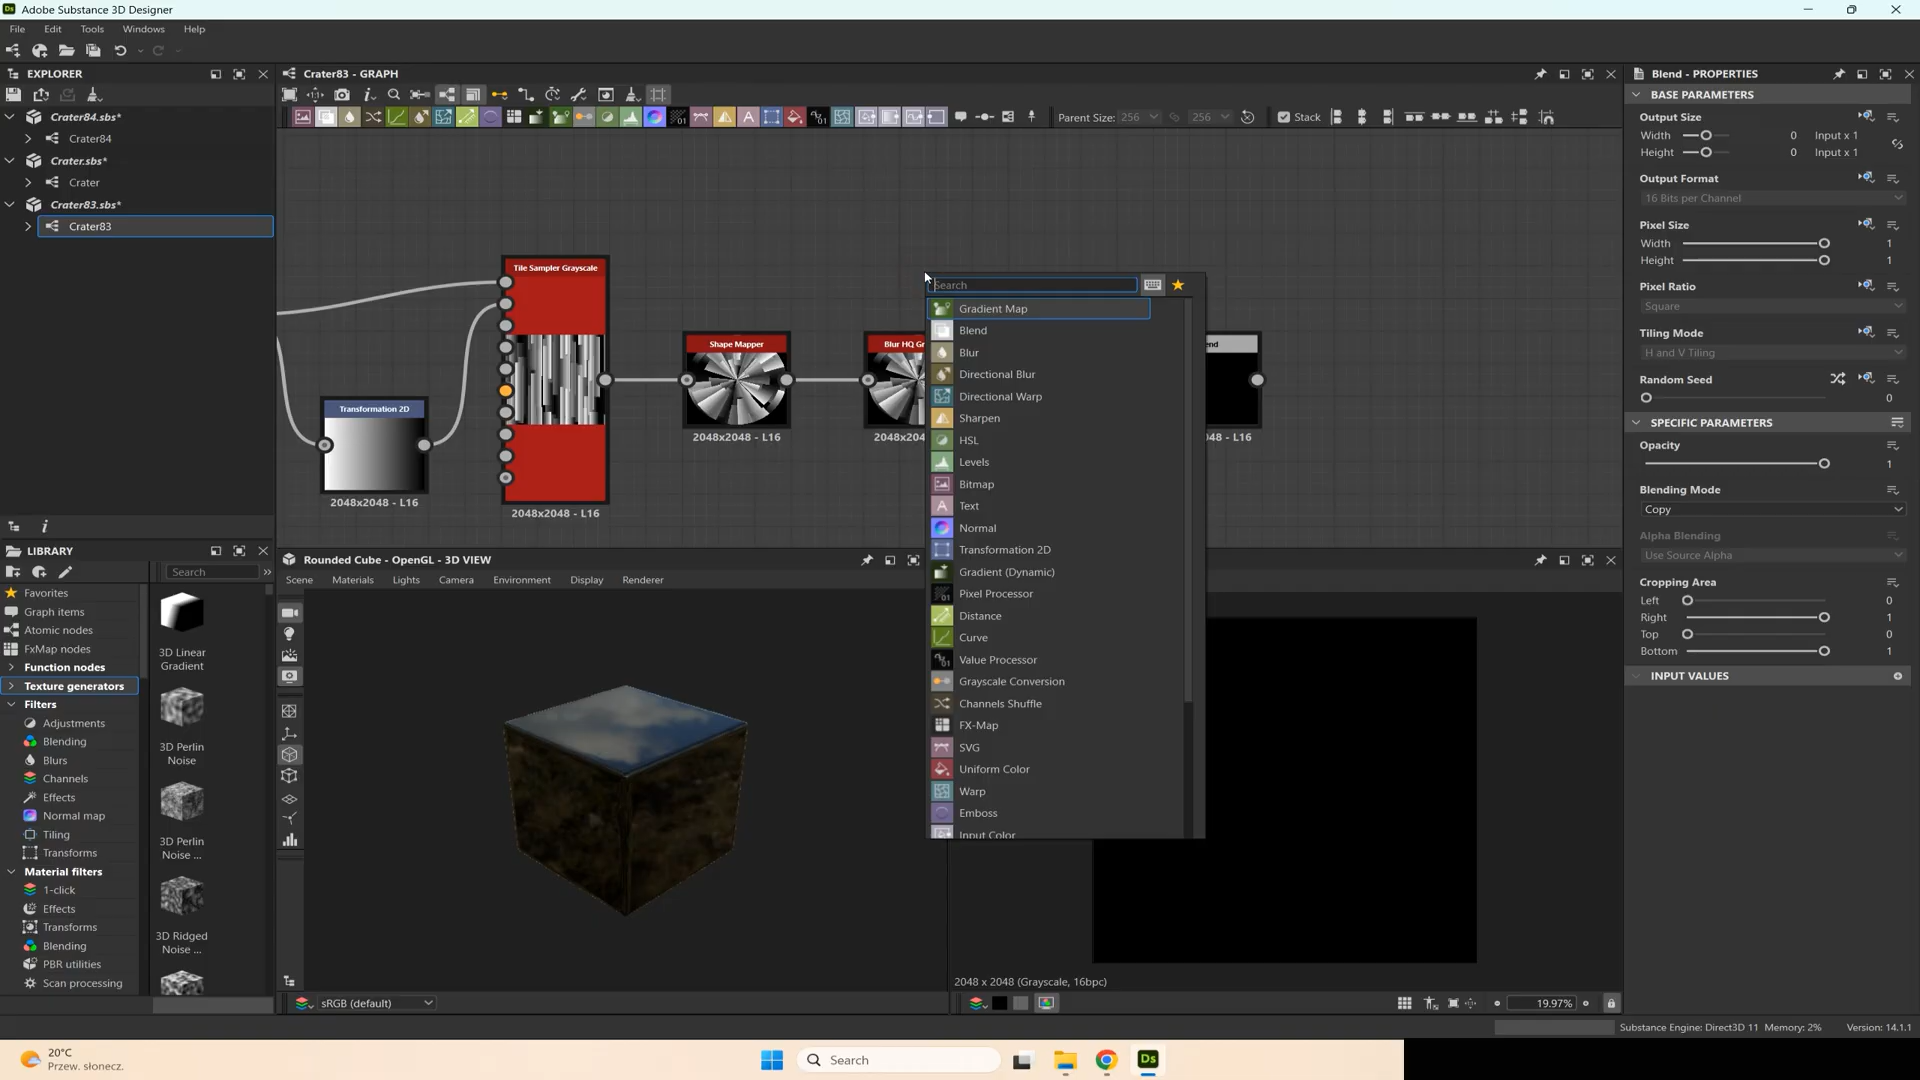 Adobe Substance 3D Designer
File Edit Tools Windows Help
EXPLORER
Crater84.sbs*
Crater84
Crater.sbs*
Crater
Crater83.sbs*
Crater83
LIBRARY
Search
Favorites
Graph items
Atomic nodes
FxMap nodes
Function nodes
Texture generators
Filters
Adjustments
Blending
Blurs
Channels
Effects
Normal map
Tiling
Transforms
Material filters
1-click
Effects
Transforms
Blending
PBR utilities
Scan processing
3D Linear
Gradient
3D Perlin
Noise
3D Perlin
Noise ...
3D Ridged
Noise ...
Crater83 - GRAPH
Parent Size: 256 256 Stack
Transformation 2D
2048x2048 - L16
Tile Sampler Grayscale
2048x2048 - L16
Shape Mapper
2048x2048 - L16
Blur HQ Gr
2048x204
end
048 - L16
Search
Gradient Map
Blend
Blur
Directional Blur
Directional Warp
Sharpen
HSL
Levels
Bitmap
Text
Normal
Transformation 2D
Gradient (Dynamic)
Pixel Processor
Distance
Curve
Value Processor
Grayscale Conversion
Channels Shuffle
FX-Map
SVG
Uniform Color
Warp
Emboss
Input Color
Rounded Cube - OpenGL - 3D VIEW
Scene Materials Lights Camera Environment Display Renderer
sRGB (default)
2048 x 2048 (Grayscale, 16bpc)
19.97%
Blend - PROPERTIES
BASE PARAMETERS
Output Size
Width 0 Input x 1
Height 0 Input x 1
Output Format
16 Bits per Channel
Pixel Size
Width 1
Height 1
Pixel Ratio
Square
Tiling Mode
H and V Tiling
Random Seed
0
SPECIFIC PARAMETERS
Opacity
1
Blending Mode
Copy
Alpha Blending
Use Source Alpha
Cropping Area
Left 0
Right 1
Top 0
Bottom 1
INPUT VALUES
Substance Engine: Direct3D 11 Memory: 2% Version: 14.1.1
20°C
Przew. słonecz.
Search
Ds